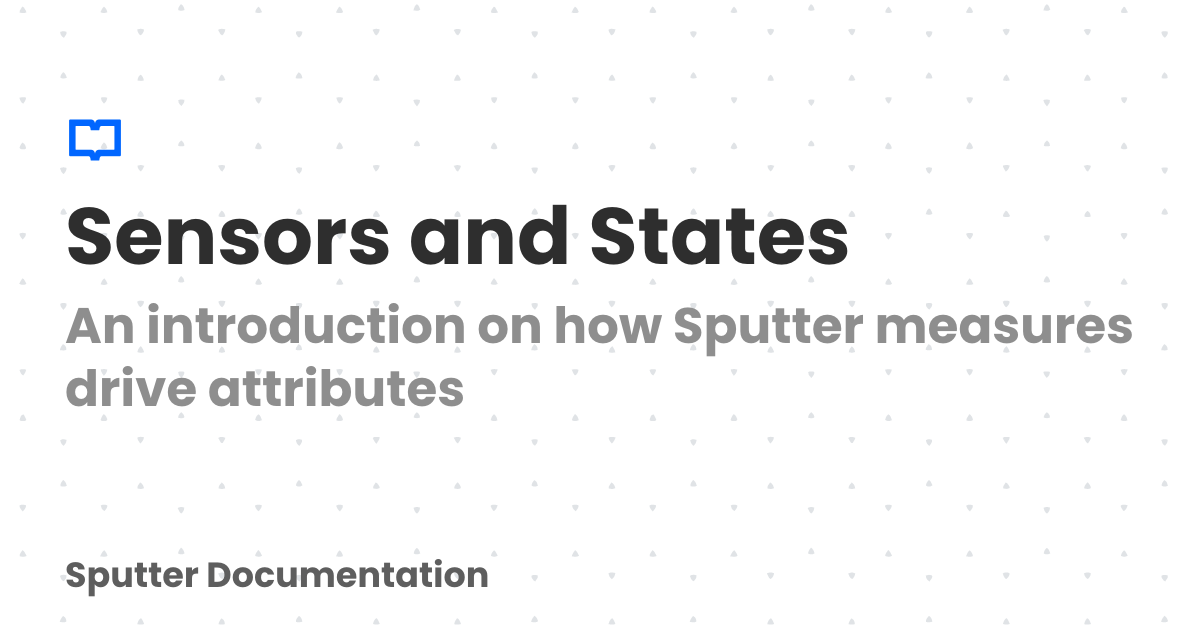 Sensors and States
An introduction on how Sputter measures
drive attributes
Sputter Documentation